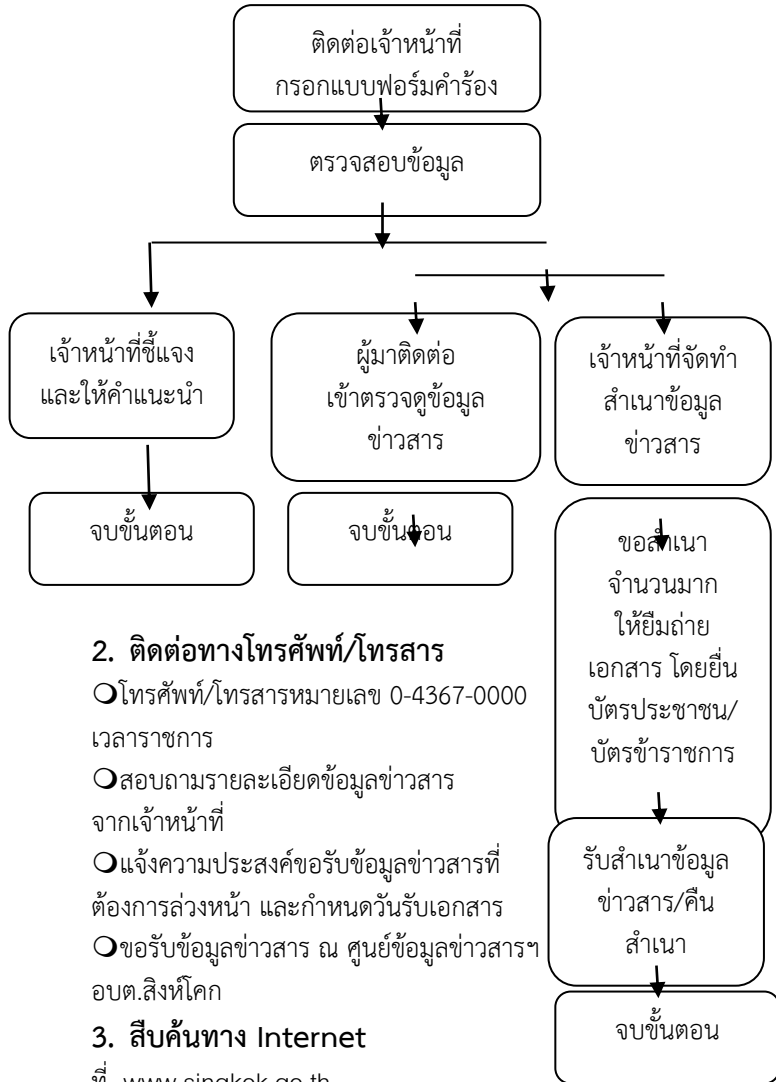 ติดต่อเจ้าหน้าที่
กรอกแบบฟอร์มคำร้อง
ตรวจสอบข้อมูล
เจ้าหน้าที่ชี้แจง
และให้คำแนะนำ
ผู้มาติดต่อ
เข้าตรวจดูข้อมูล
ข่าวสาร
เจ้าหน้าที่จัดทำ
สำเนาข้อมูล
ข่าวสาร
จบขั้นตอน
จบขั้นตอน
ขอสำเนา
จำนวนมาก
ให้ยืมถ่าย
เอกสาร โดยยื่น
บัตรประชาชน/
บัตรข้าราชการ
รับสำเนาข้อมูล
ข่าวสาร/คืน
สำเนา
จบขั้นตอน
2. ติดต่อทางโทรศัพท์/โทรสาร
โทรศัพท์/โทรสารหมายเลข 0-4367-0000
เวลาราชการ
สอบถามรายละเอียดข้อมูลข่าวสาร
จากเจ้าหน้าที่
แจ้งความประสงค์ขอรับข้อมูลข่าวสารที่
ต้องการล่วงหน้า และกำหนดวันรับเอกสาร
ขอรับข้อมูลข่าวสาร ณ ศูนย์ข้อมูลข่าวสารฯ
อบต.สิงห์โคก
3. สืบค้นทาง Internet
ที่ www.singkok.go.th